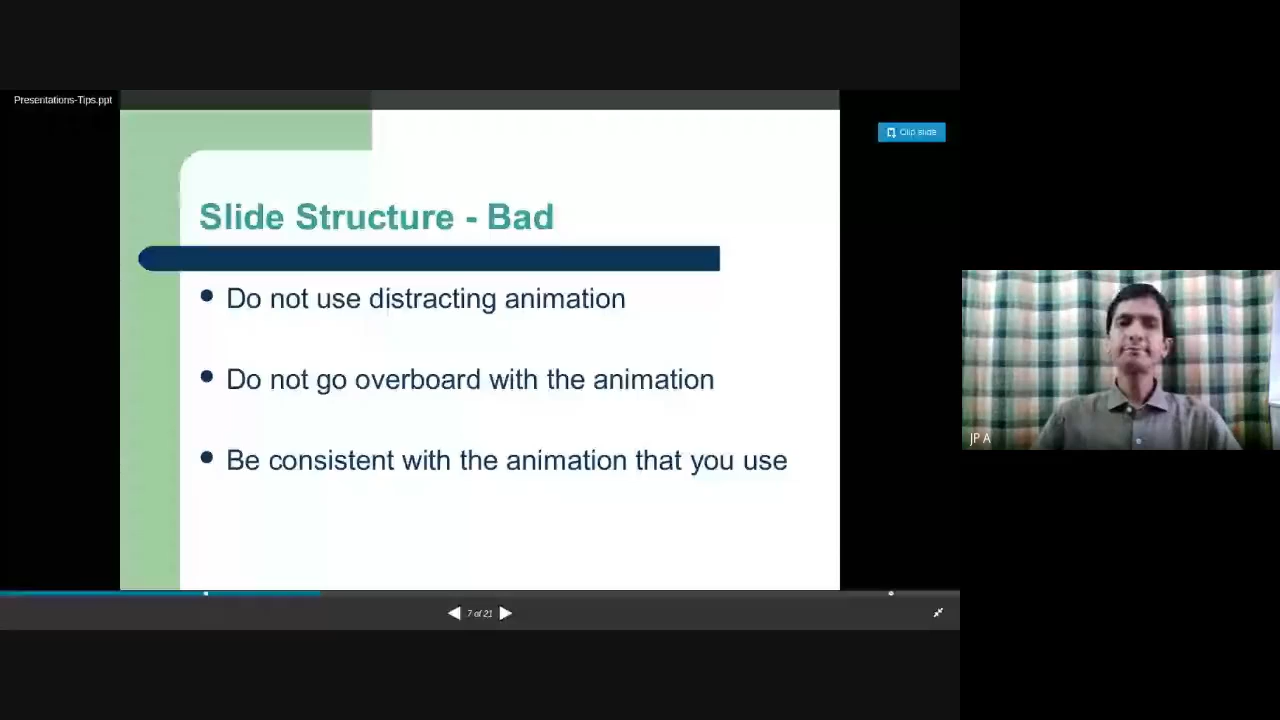 Presentations-Tips.ppt
Clip slide
Slide Structure - Bad
Do not use distracting animation
Do not go overboard with the animation
Be consistent with the animation that you use
JP A
7 of 21